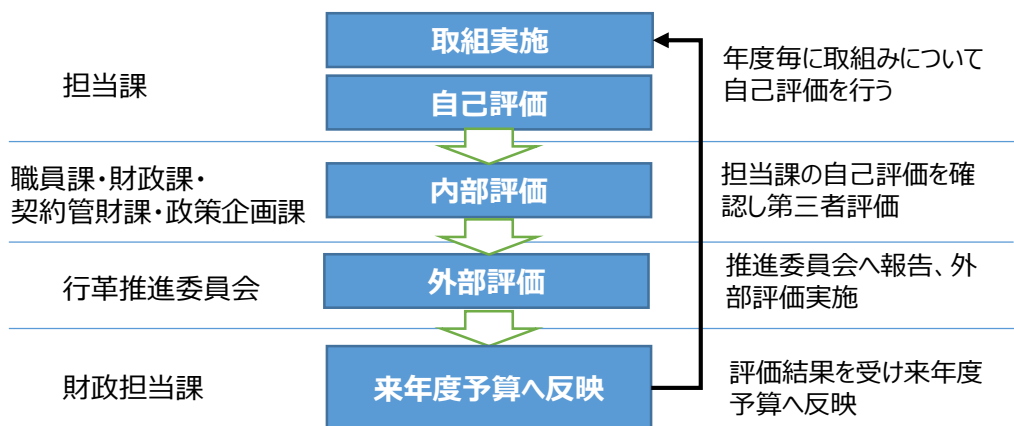 担当課
取組実施
自己評価
年度毎に取組みについて
自己評価を行う
職員課・財政課・
契約管財課・政策企画課
内部評価
担当課の自己評価を確
認し第三者評価
行革推進委員会
外部評価
推進委員会へ報告、外
部評価実施
財政担当課
来年度予算へ反映
評価結果を受け来年度
予算へ反映